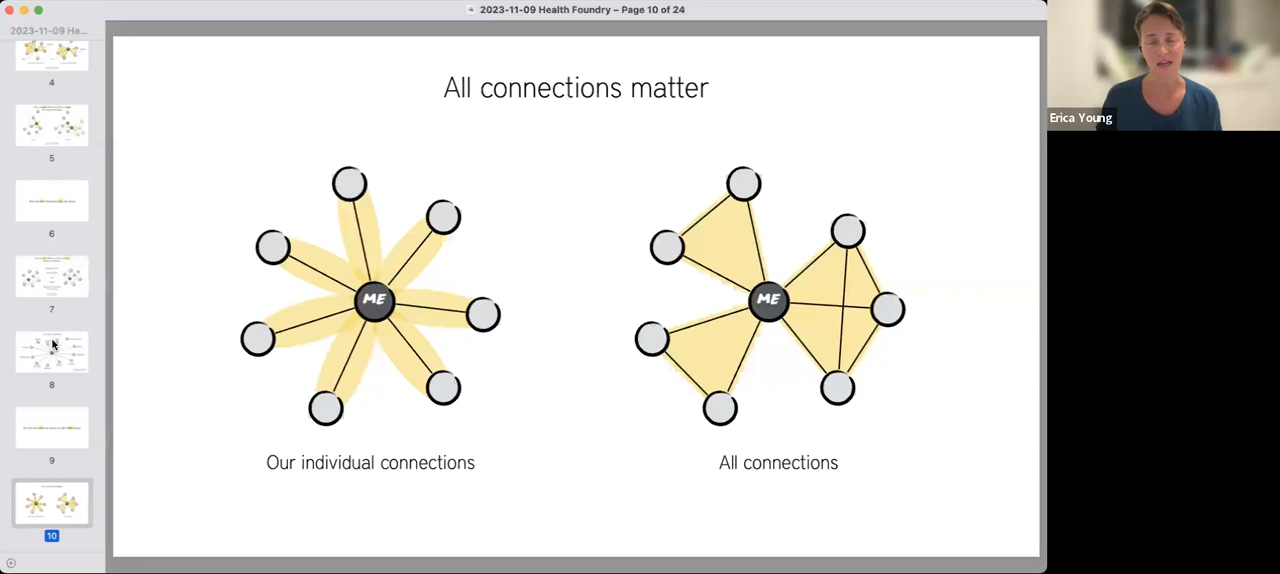 2023-11-09 Health Foundry – Page 10 of 24
2023-11-09 He...
4
5
6
7
8
9
10
All connections matter
ME
ME
Our individual connections
All connections
Erica Young